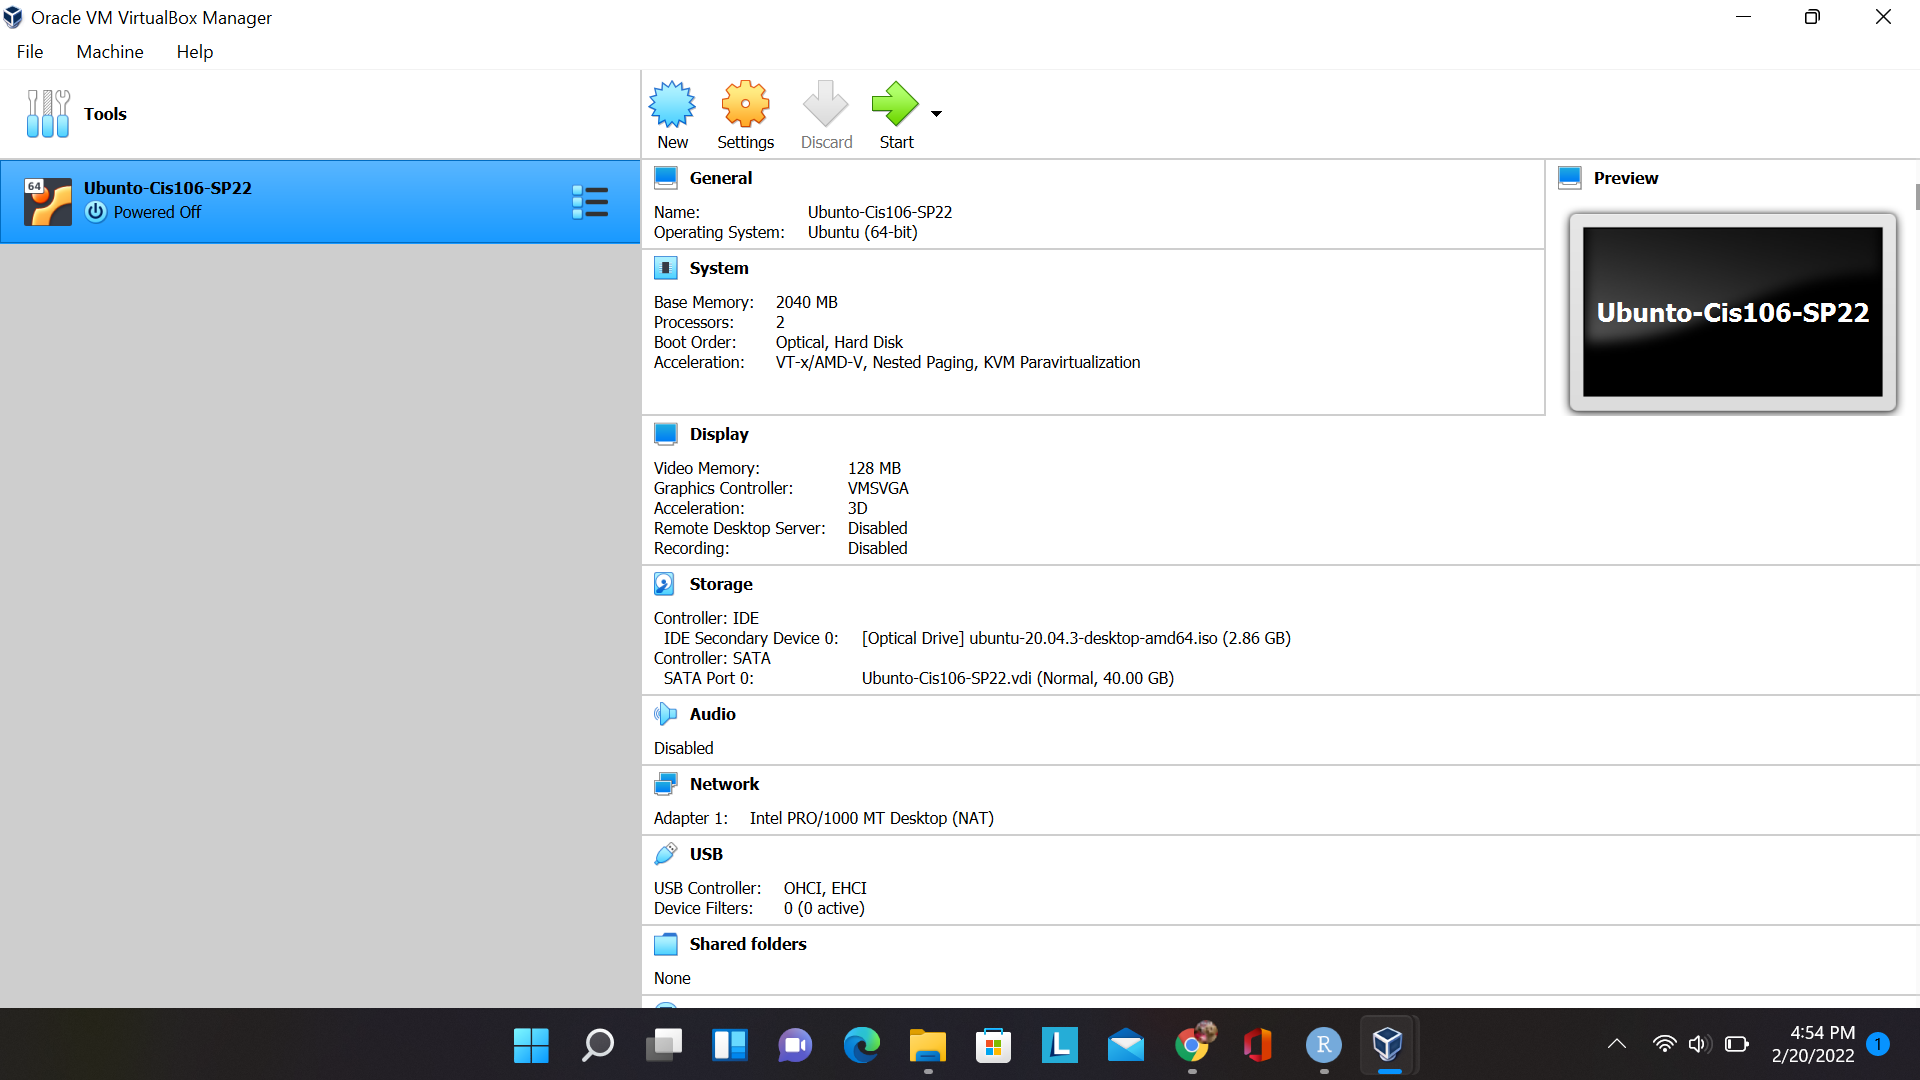 Oracle VM VirtualBox Manager
File Machine Help
Tools
New Settings Discard Start
64
Ubunto-Cis106-SP22
Powered Off
General
Name: Ubunto-Cis106-SP22
Operating System: Ubuntu (64-bit)
Preview
Ubunto-Cis106-SP22
System
Base Memory: 2040 MB
Processors: 2
Boot Order: Optical, Hard Disk
Acceleration: VT-x/AMD-V, Nested Paging, KVM Paravirtualization
Display
Video Memory: 128 MB
Graphics Controller: VMSVGA
Acceleration: 3D
Remote Desktop Server: Disabled
Recording: Disabled
Storage
Controller: IDE
IDE Secondary Device 0: [Optical Drive] ubuntu-20.04.3-desktop-amd64.iso (2.86 GB)
Controller: SATA
SATA Port 0: Ubunto-Cis106-SP22.vdi (Normal, 40.00 GB)
Audio
Disabled
Network
Adapter 1: Intel PRO/1000 MT Desktop (NAT)
USB
USB Controller: OHCI, EHCI
Device Filters: 0 (0 active)
Shared folders
None
L
R
4:54 PM
2/20/2022
1